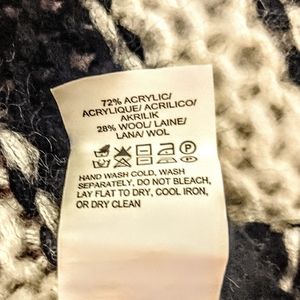 72% ACRYLIC/
ACRYLIQUE/ ACRILICO/
AKRILIK
28% WOOL/ LAINE/
LANA/ WOL
P
HAND WASH COLD, WASH
SEPARATELY, DO NOT BLEACH,
LAY FLAT TO DRY, COOL IRON,
OR DRY CLEAN